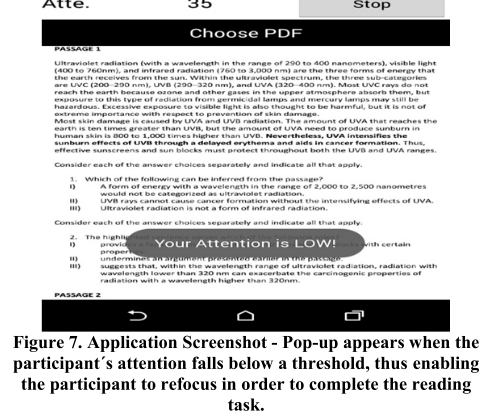 Atte. 35 Stop
Choose PDF
PASSAGE 1
Ultraviolet radiation (with a wavelength in the range of 290 to 400 nanometres), visible light
(400 to 760nm), and infrared radiation (760 to 3,000 nm) are the three forms of energy that
the earth receives from the sun. Within the ultraviolet spectrum, the three sub-categories
are UVC (200-290 nm), UVB (290-320 nm), and UVA (320-400 nm). Most UVC rays do not
reach the earth because ozone and other gases in the upper atmosphere absorb them, but
exposure to this type of radiation from germicidal lamps and mercury lamps may still be
hazardous. Excessive exposure to visible light is also thought to be harmful, but it is not of
extreme importance with respect to prevention of skin damage.
Most skin damage is caused by UVA and UVB radiation. The amount of UVA that reaches the
earth is ten times greater than UVB, but the amount of UVA need to produce sunburn in
human skin is 800 to 1,000 times higher than UVB. Nevertheless, UVA intensifies the
sunburn effects of UVB through a delayed erythema and aids in cancer formation. Thus,
effective sunscreens and sun blocks must protect throughout both the UVB and UVA ranges.
Consider each of the answer choices separately and indicate all that apply.
1. Which of the following can be inferred from the passage?
I) A form of energy with a wavelength in the range of 2,000 to 2,500 nanometres
would not be categorized as ultraviolet radiation.
II) UVB rays cannot cause cancer formation without the intensifying effects of UVA.
III) Ultraviolet radiation is not a form of infrared radiation.
Consider each of the answer choices separately and indicate all that apply.
2. The highlig
I) provide with certain
proper
Your Attention is LOW!
II) undermines an argument presented earlier in the passage.
III) suggests that, within the wavelength range of ultraviolet radiation, radiation with
wavelength lower than 320 nm can exacerbate the carcinogenic properties of
radiation with a wavelength higher than 320nm.
PASSAGE 2
Figure 7. Application Screenshot - Pop-up appears when the
participant´s attention falls below a threshold, thus enabling
the participant to refocus in order to complete the reading
task.